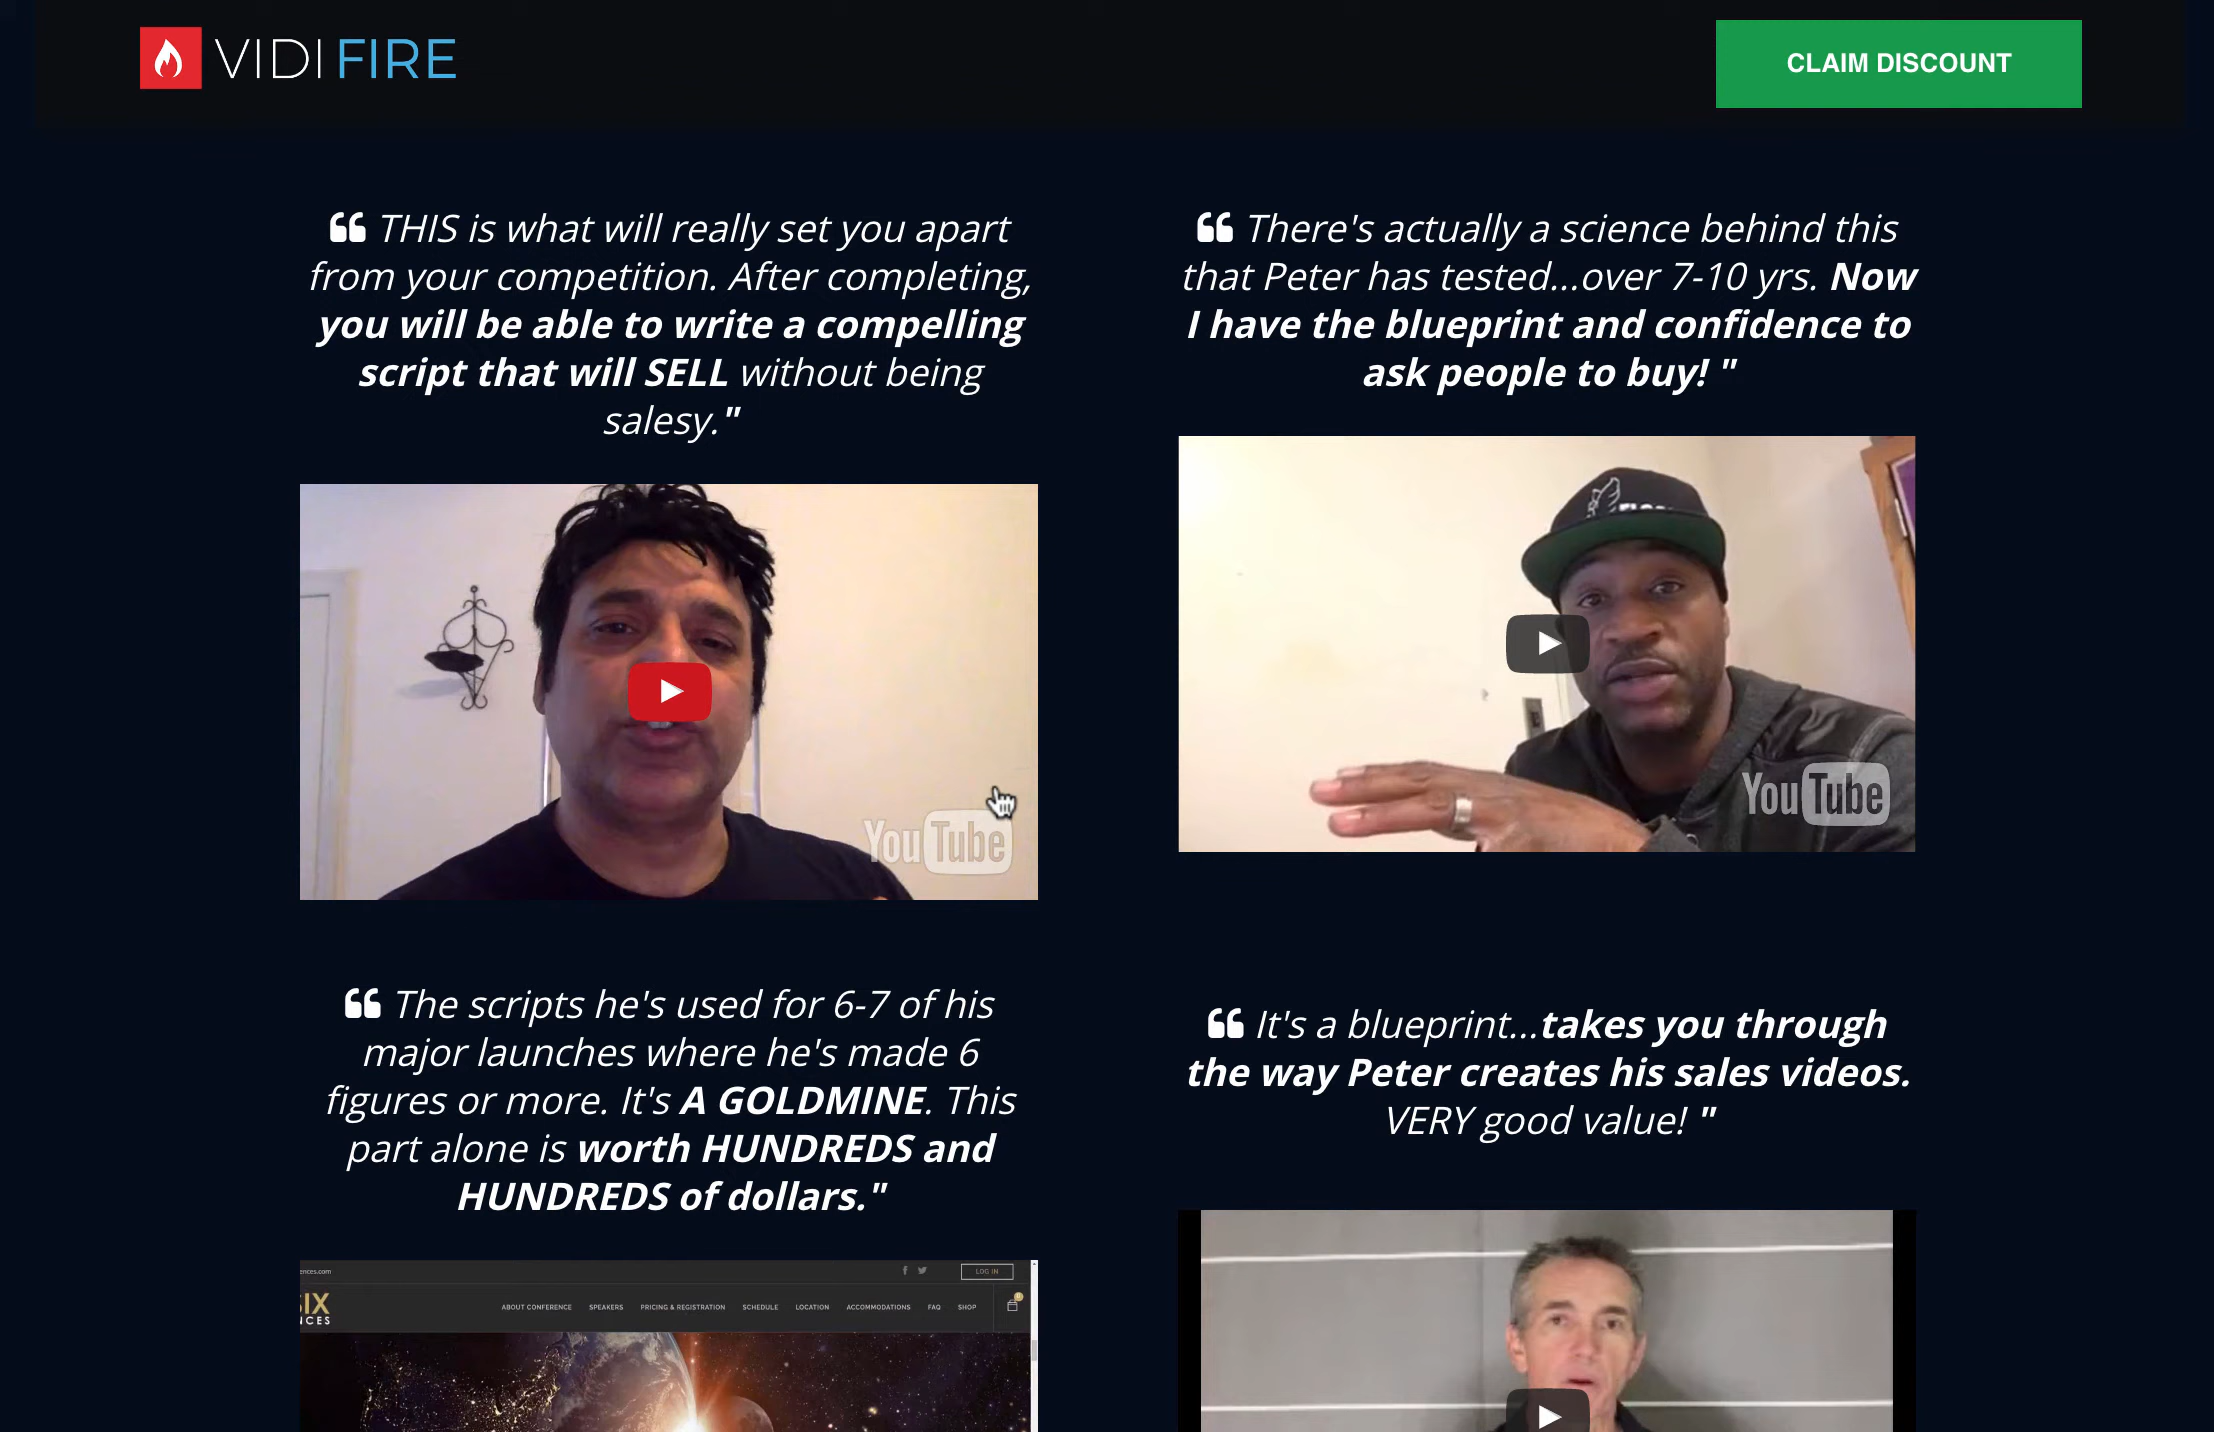 VIDI FIRE
CLAIM DISCOUNT
THIS is what will really set you apart
from your competition. After completing,
you will be able to write a compelling
script that will SELL without being
salesy."
There's actually a science behind this
that Peter has tested...over 7-10 yrs. Now
I have the blueprint and confidence to
ask people to buy! "
YouTube
YouTube
The scripts he's used for 6-7 of his
major launches where he's made 6
figures or more. It's A GOLDMINE. This
part alone is worth HUNDREDS and
HUNDREDS of dollars."
It's a blueprint...takes you through
the way Peter creates his sales videos.
VERY good value! "
ences.com
LOG IN
IX
NCES
ABOUT CONFERENCE SPEAKERS PRICING & REGISTRATION SCHEDULE LOCATION ACCOMMODATIONS FAQ SHOP